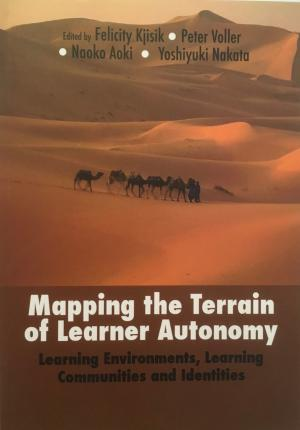 Edited by Felicity Kjisik • Peter Voller
• Naoko Aoki • Yoshiyuki Nakata
Mapping the Terrain
of Learner Autonomy
Learning Environments, Learning
Communities and Identities